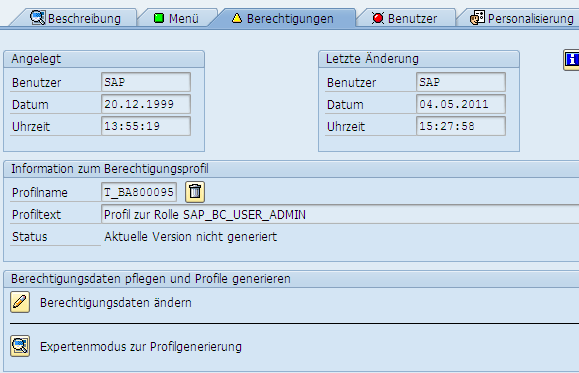 Beschreibung Menü Berechtigungen Benutzer Personalisierung
Angelegt Letzte Änderung
Benutzer SAP Benutzer SAP
Datum 20.12.1999 Datum 04.05.2011
Uhrzeit 13:55:19 Uhrzeit 15:27:58
Information zum Berechtigungsprofil
Profilname T_BA800095
Profiltext Profil zur Rolle SAP_BC_USER_ADMIN
Status Aktuelle Version nicht generiert
Berechtigungsdaten pflegen und Profile generieren
Berechtigungsdaten ändern
Expertenmodus zur Profilgenerierung